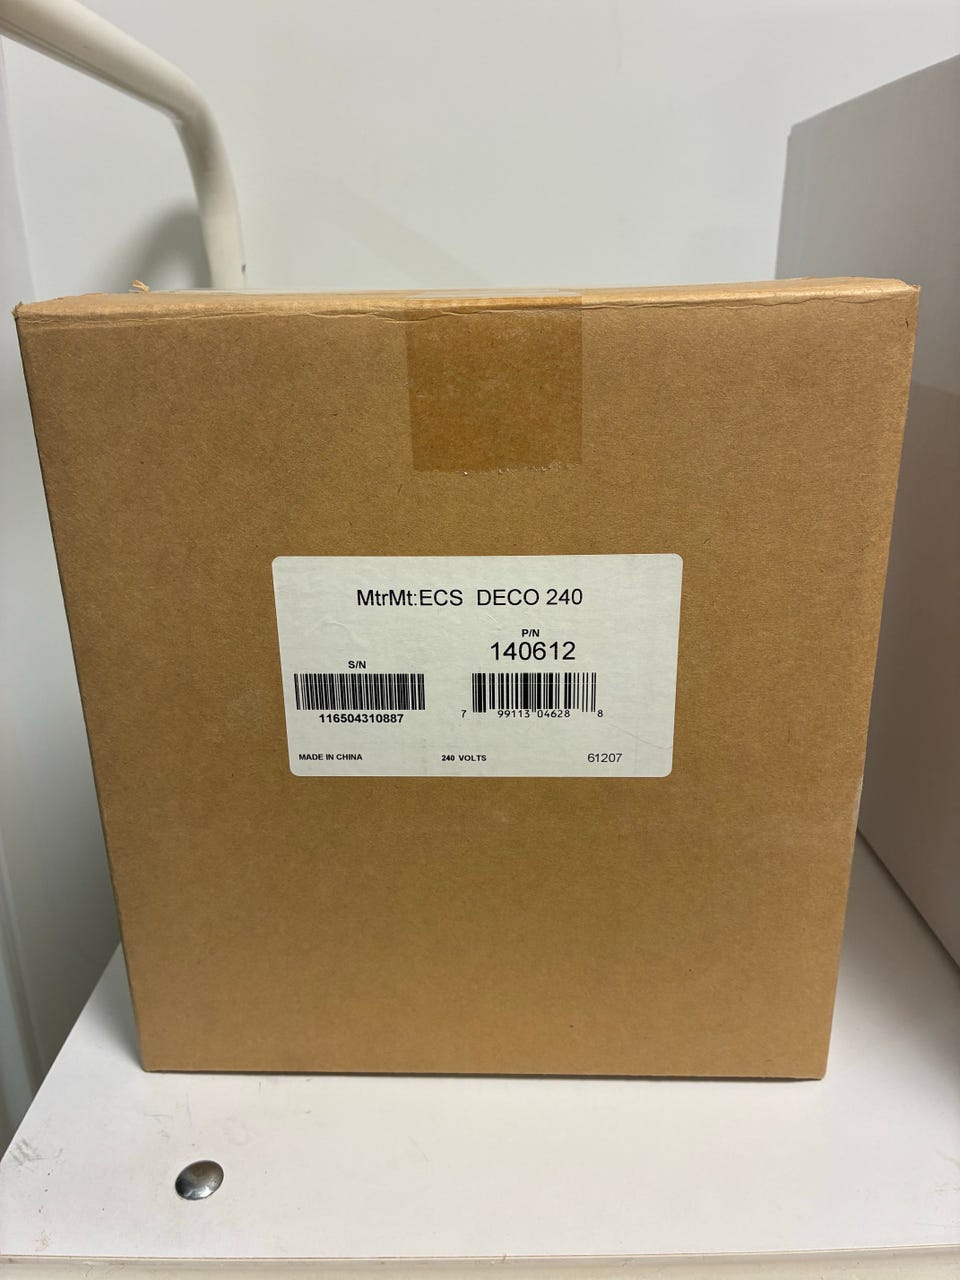 MtrMt:ECS DECO 240
P/N
140612
S/N
116504310887
7 99113 04628 8
MADE IN CHINA 240 VOLTS 61207